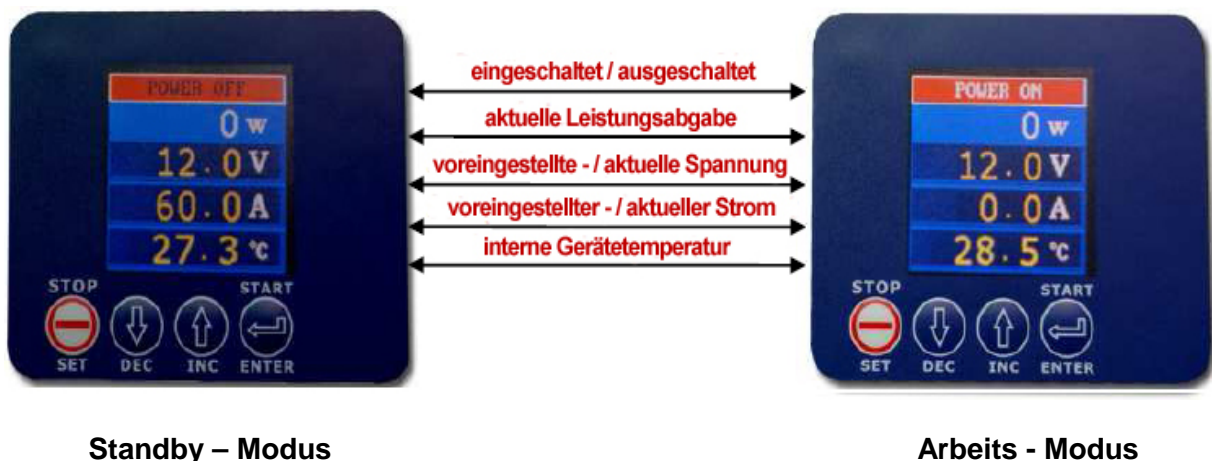 POWER OFF
0 W
12.0 V
60.0 A
27.3 °C
STOP
START
SET
DEC
INC
ENTER
eingeschaltet / ausgeschaltet
aktuelle Leistungsabgabe
voreingestellte - / aktuelle Spannung
voreingestellter - / aktueller Strom
interne Gerätetemperatur
POWER ON
0 W
12.0 V
0.0 A
28.5 °C
STOP
START
SET
DEC
INC
ENTER
Standby – Modus
Arbeits - Modus